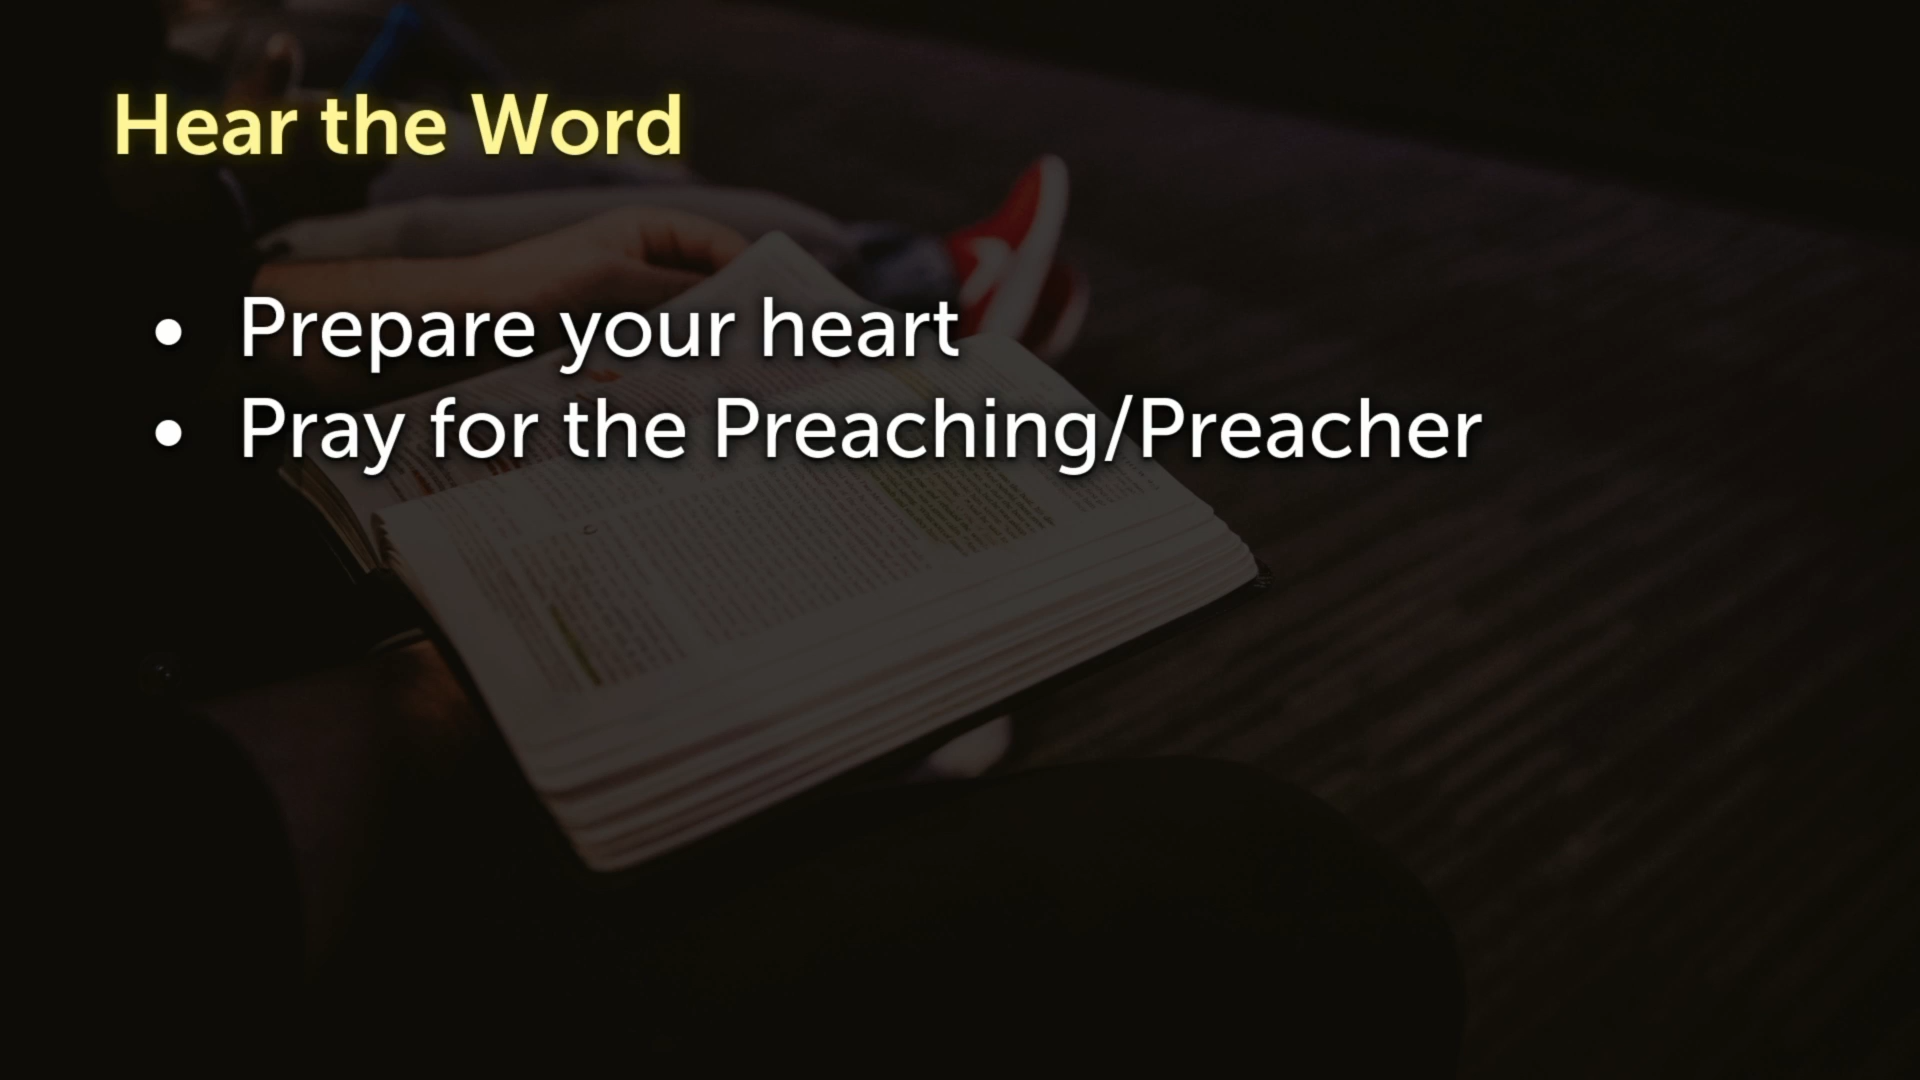 Hear the Word
• Prepare your heart
• Pray for the Preaching/Preacher